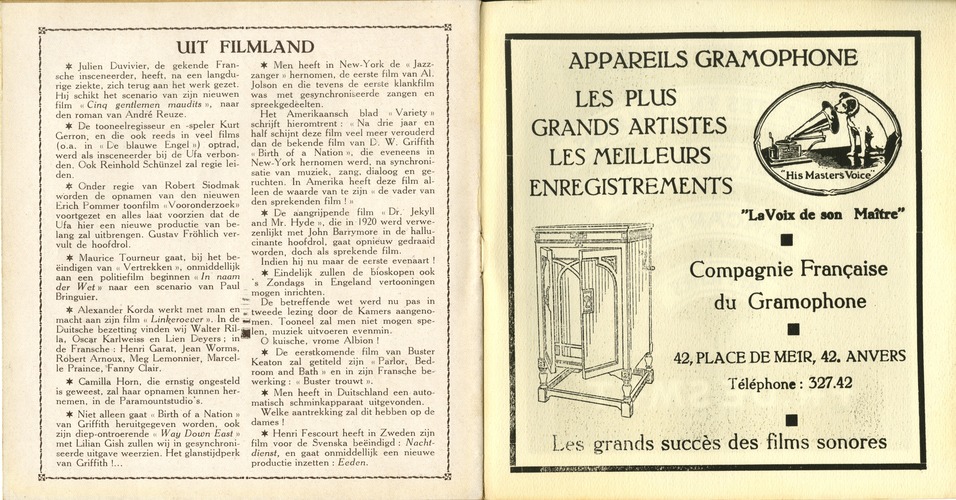 UIT FILMLAND
✶ Julien Duvivier, de gekende Fran-
sche insceneerder, heeft, na een langdu-
rige ziekte, zich terug aan het werk gezet.
Hij schikt het scenario van zijn nieuwen
film « Cinq gentlemen maudits », naar
den roman van André Reuze.
✶ De tooneelregisseur en -speler Kurt
Gerron, en die ook reeds in veel films
(o.a. in « De blauwe Engel ») optrad,
werd als insceneerder bij de Ufa verbon-
den. Ook Reinhold Schünzel zal regie lei-
den.
✶ Onder regie van Robert Siodmak
worden de opnamen van den nieuwen
Erich Pommer toonfilm « Vooronderzoek »
voortgezet en alles laat voorzien dat de
Ufa hier een nieuwe productie van be-
lang zal uitbrengen. Gustav Fröhlich ver-
vult de hoofdrol.
✶ Maurice Tourneur gaat, bij het be-
ëindigen van « Vertrekken », onmiddellijk
aan een politiefilm beginnen « In naam
der Wet » naar een scenario van Paul
Bringuier.
✶ Alexander Korda werkt met man en
macht aan zijn film « Linkeroever ». In de
Duitsche bezetting vinden wij Walter Ril-
la, Oscar Karlweiss en Lien Deyers ; in
de Fransche : Henri Garat, Jean Worms,
Robert Arnoux, Meg Lemonnier, Marcel-
le Praince, Fanny Clair.
✶ Camilla Horn, die ernstig ongesteld
is geweest, zal haar opnamen kunnen her-
nemen, in de Paramountstudio's.
✶ Niet alleen gaat « Birth of a Nation »
van Griffith heruitgegeven worden, ook
zijn diep-ontroerende « Way Down East »
met Lilian Gish zullen wij in gesynchroni-
seerde uitgave weerzien. Het glanstijdperk
van Griffith !...
✶ Men heeft in New-York de « Jazz-
zanger » hernomen, de eerste film van Al.
Jolson en die tevens de eerste klankfilm
was met gesynchroniseerde zangen en
spreekgedeelten.
Het Amerikaansch blad « Variety »
schrijft hieromtrent : « Na drie jaar en
half schijnt deze film veel meer verouderd
dan de bekende film van D. W. Griffith
« Birth of a Nation », die eveneens in
New-York hernomen werd, na synchroni-
satie van muziek, zang, dialoog en ge-
ruchten. In Amerika heeft deze film al-
leen de waarde van te zijn « de vader van
den sprekenden film ! »
✶ De aangrijpende film « Dr. Jekyll
and Mr. Hyde », die in 1920 werd verwe-
zenlijkt met John Barrymore in de hallu-
cinante hoofdrol, gaat opnieuw gedraaid
worden, doch als sprekende film.
Indien hij nu maar de eerste evenaart !
✶ Eindelijk zullen de bioskopen ook
's Zondags in Engeland vertooningen
mogen inrichten.
De betreffende wet werd nu pas in
tweede lezing door de Kamers aangeno-
men. Tooneel zal men niet mogen spe-
len, muziek uitvoeren evenmin.
O kuische, vrome Albion !
✶ De eerstkomende film van Buster
Keaton zal getiteld zijn « Parlor, Bed-
room and Bath » en in zijn Fransche be-
werking : « Buster trouwt ».
✶ Men heeft in Duitschland een auto-
matisch schminkapparaat uitgevonden.
Welke aantrekking zal dit hebben op de
dames !
✶ Henri Fescourt heeft in Zweden zijn
film voor de Svenska beëindigd : Nacht-
dienst, en gaat onmiddellijk een nieuwe
productie inzetten : Eeden.
APPAREILS GRAMOPHONE
LES PLUS
GRANDS ARTISTES
LES MEILLEURS
ENREGISTREMENTS
"His Masters Voice"
"La Voix de son Maître"
Compagnie Française
du Gramophone
42, PLACE DE MEIR, 42. ANVERS
Téléphone : 327.42
Les grands succès des films sonores